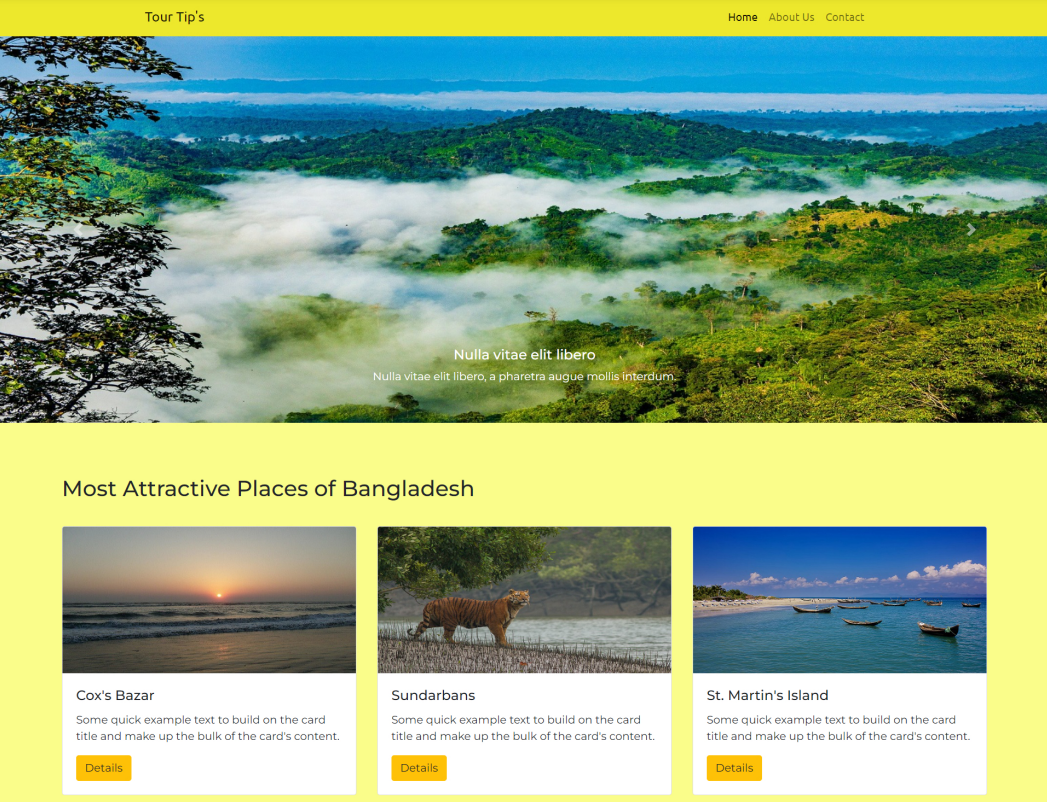 Tour Tip's
Home About Us Contact
Nulla vitae elit libero
Nulla vitae elit libero, a pharetra augue mollis interdum.
Most Attractive Places of Bangladesh
Cox's Bazar
Some quick example text to build on the card
title and make up the bulk of the card's content.
Details
Sundarbans
Some quick example text to build on the card
title and make up the bulk of the card's content.
Details
St. Martin's Island
Some quick example text to build on the card
title and make up the bulk of the card's content.
Details